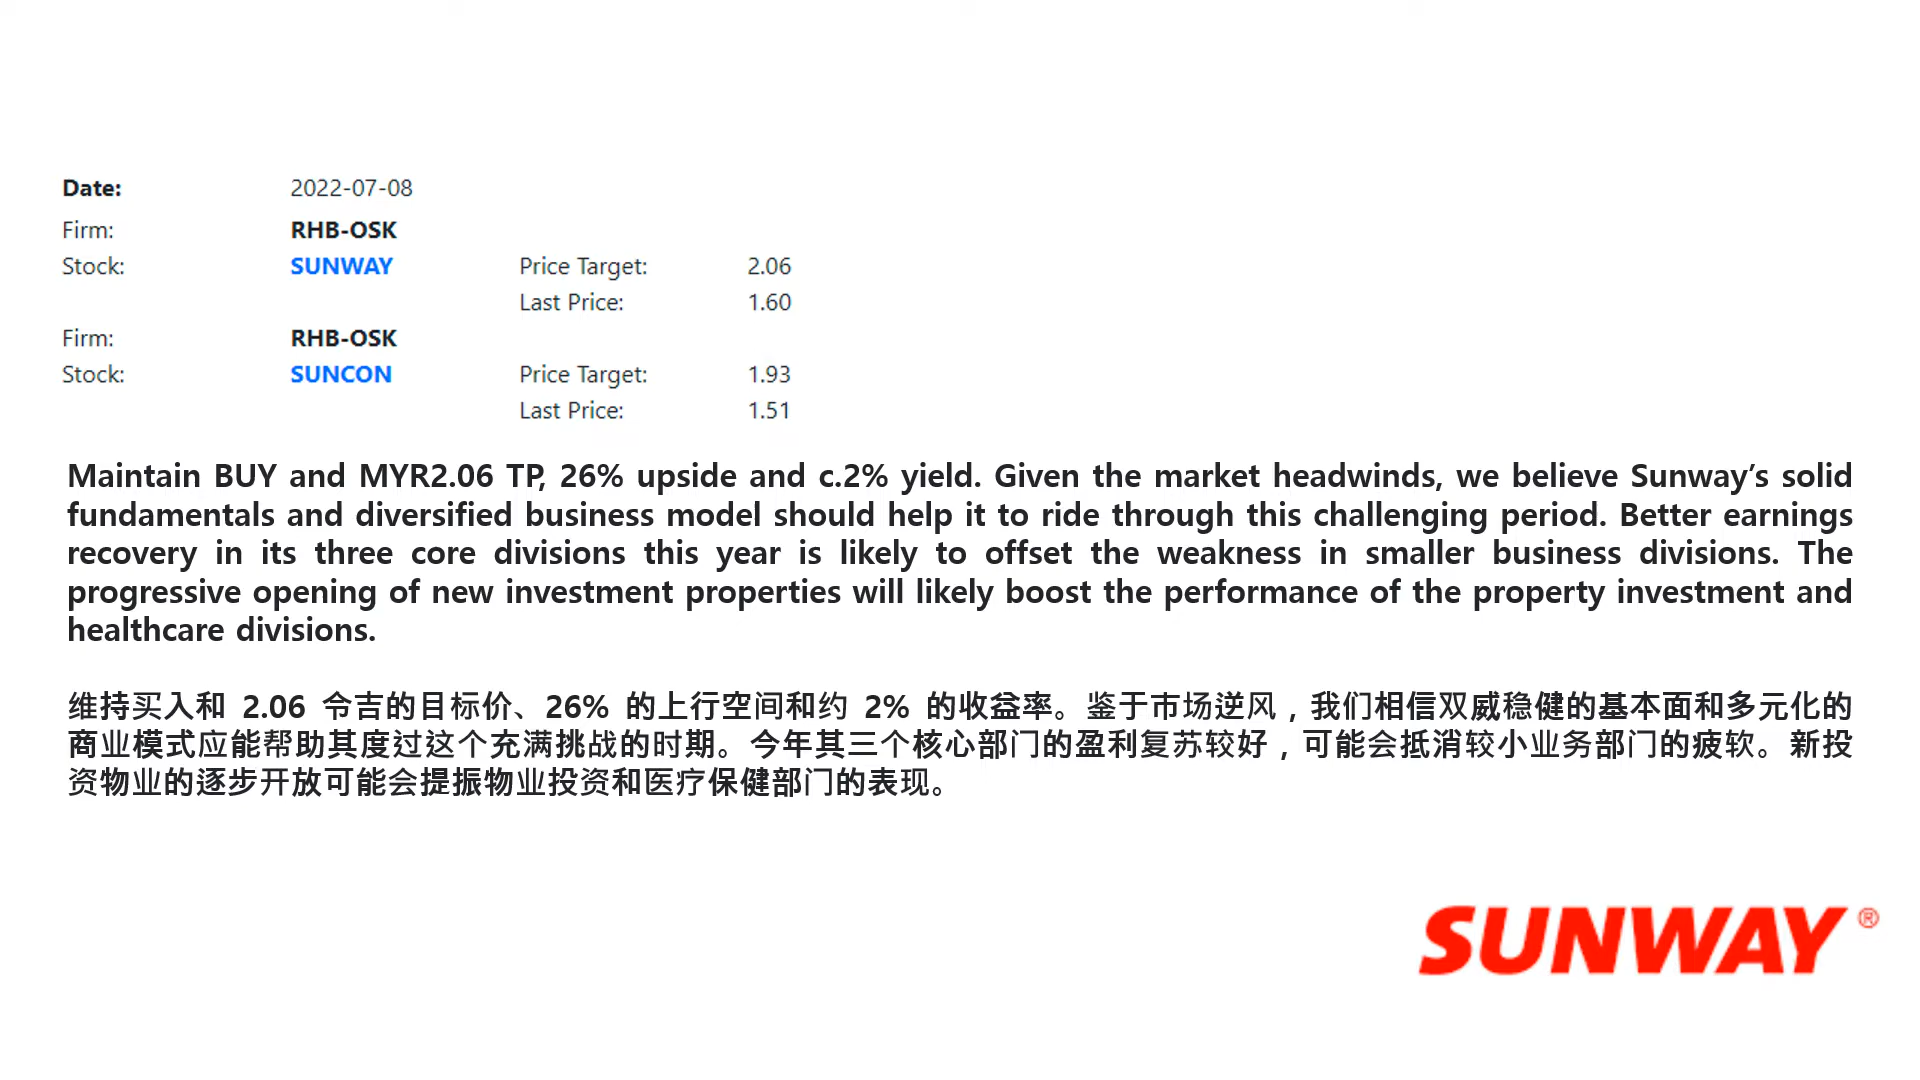 Date: 2022-07-08
Firm: RHB-OSK
Stock: SUNWAY Price Target: 2.06
Last Price: 1.60
Firm: RHB-OSK
Stock: SUNCON Price Target: 1.93
Last Price: 1.51
Maintain BUY and MYR2.06 TP, 26% upside and c.2% yield. Given the market headwinds, we believe Sunway’s solid
fundamentals and diversified business model should help it to ride through this challenging period. Better earnings
recovery in its three core divisions this year is likely to offset the weakness in smaller business divisions. The
progressive opening of new investment properties will likely boost the performance of the property investment and
healthcare divisions.
维持买入和 2.06 令吉的目标价、26% 的上行空间和约 2% 的收益率。鉴于市场逆风，我们相信双威稳健的基本面和多元化的
商业模式应能帮助其度过这个充满挑战的时期。今年其三个核心部门的盈利复苏较好，可能会抵消较小业务部门的疲软。新投
资物业的逐步开放可能会提振物业投资和医疗保健部门的表现。
SUNWAY®